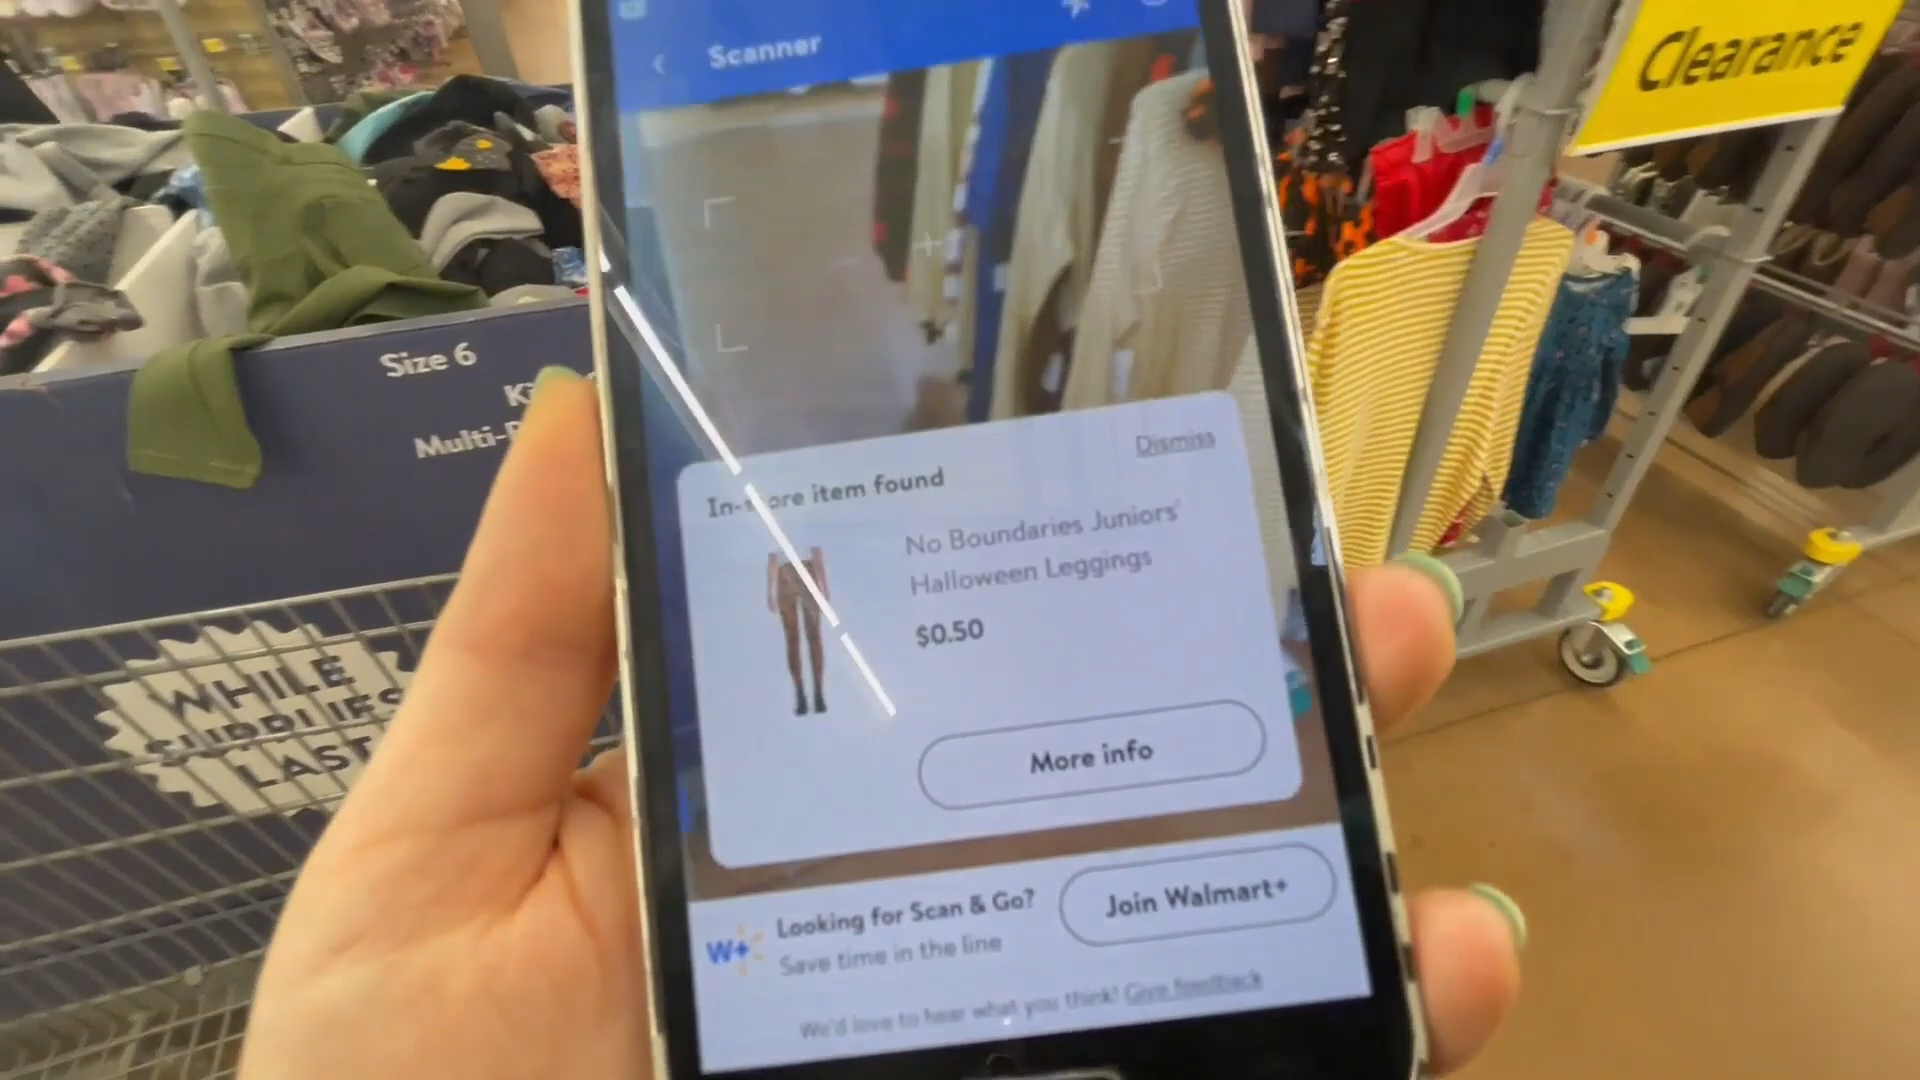 Scanner
Clearance
Size 6
Multi-
Dismiss
In-store item found
No Boundaries Juniors'
Halloween Leggings
$0.50
More info
WHILE
SUPPLIES
LAST
Looking for Scan & Go?
Save time in the line
Join Walmart+
W+
We'd love to hear what you think! Give feedback